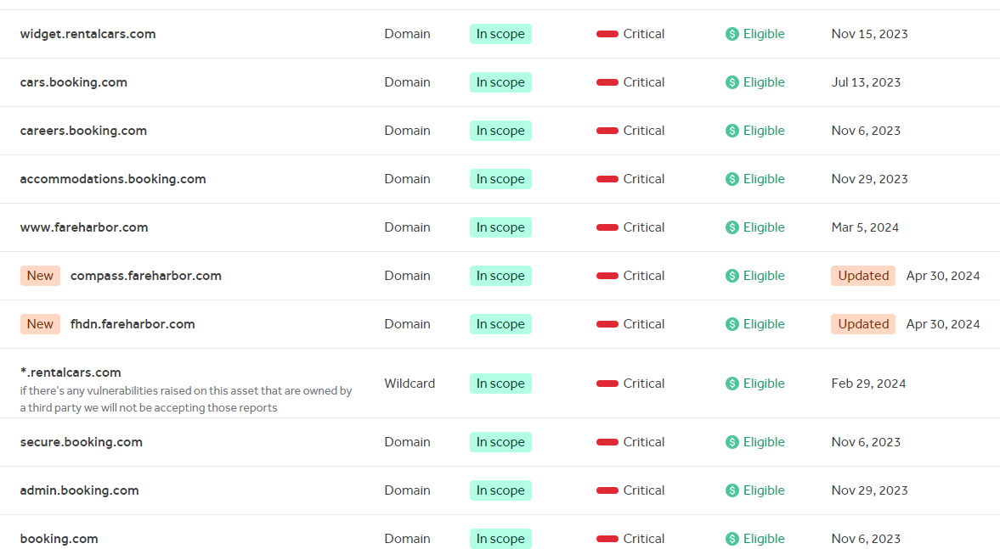 widget.rentalcars.com Domain In scope Critical $ Eligible Nov 15, 2023
cars.booking.com Domain In scope Critical $ Eligible Jul 13, 2023
careers.booking.com Domain In scope Critical $ Eligible Nov 6, 2023
accommodations.booking.com Domain In scope Critical $ Eligible Nov 29, 2023
www.fareharbor.com Domain In scope Critical $ Eligible Mar 5, 2024
New compass.fareharbor.com Domain In scope Critical $ Eligible Updated Apr 30, 2024
New fhdn.fareharbor.com Domain In scope Critical $ Eligible Updated Apr 30, 2024
*.rentalcars.com
if there's any vulnerabilities raised on this asset that are owned by
a third party we will not be accepting those reports
Wildcard In scope Critical $ Eligible Feb 29, 2024
secure.booking.com Domain In scope Critical $ Eligible Nov 6, 2023
admin.booking.com Domain In scope Critical $ Eligible Nov 29, 2023
booking.com Domain In scope Critical $ Eligible Nov 6, 2023